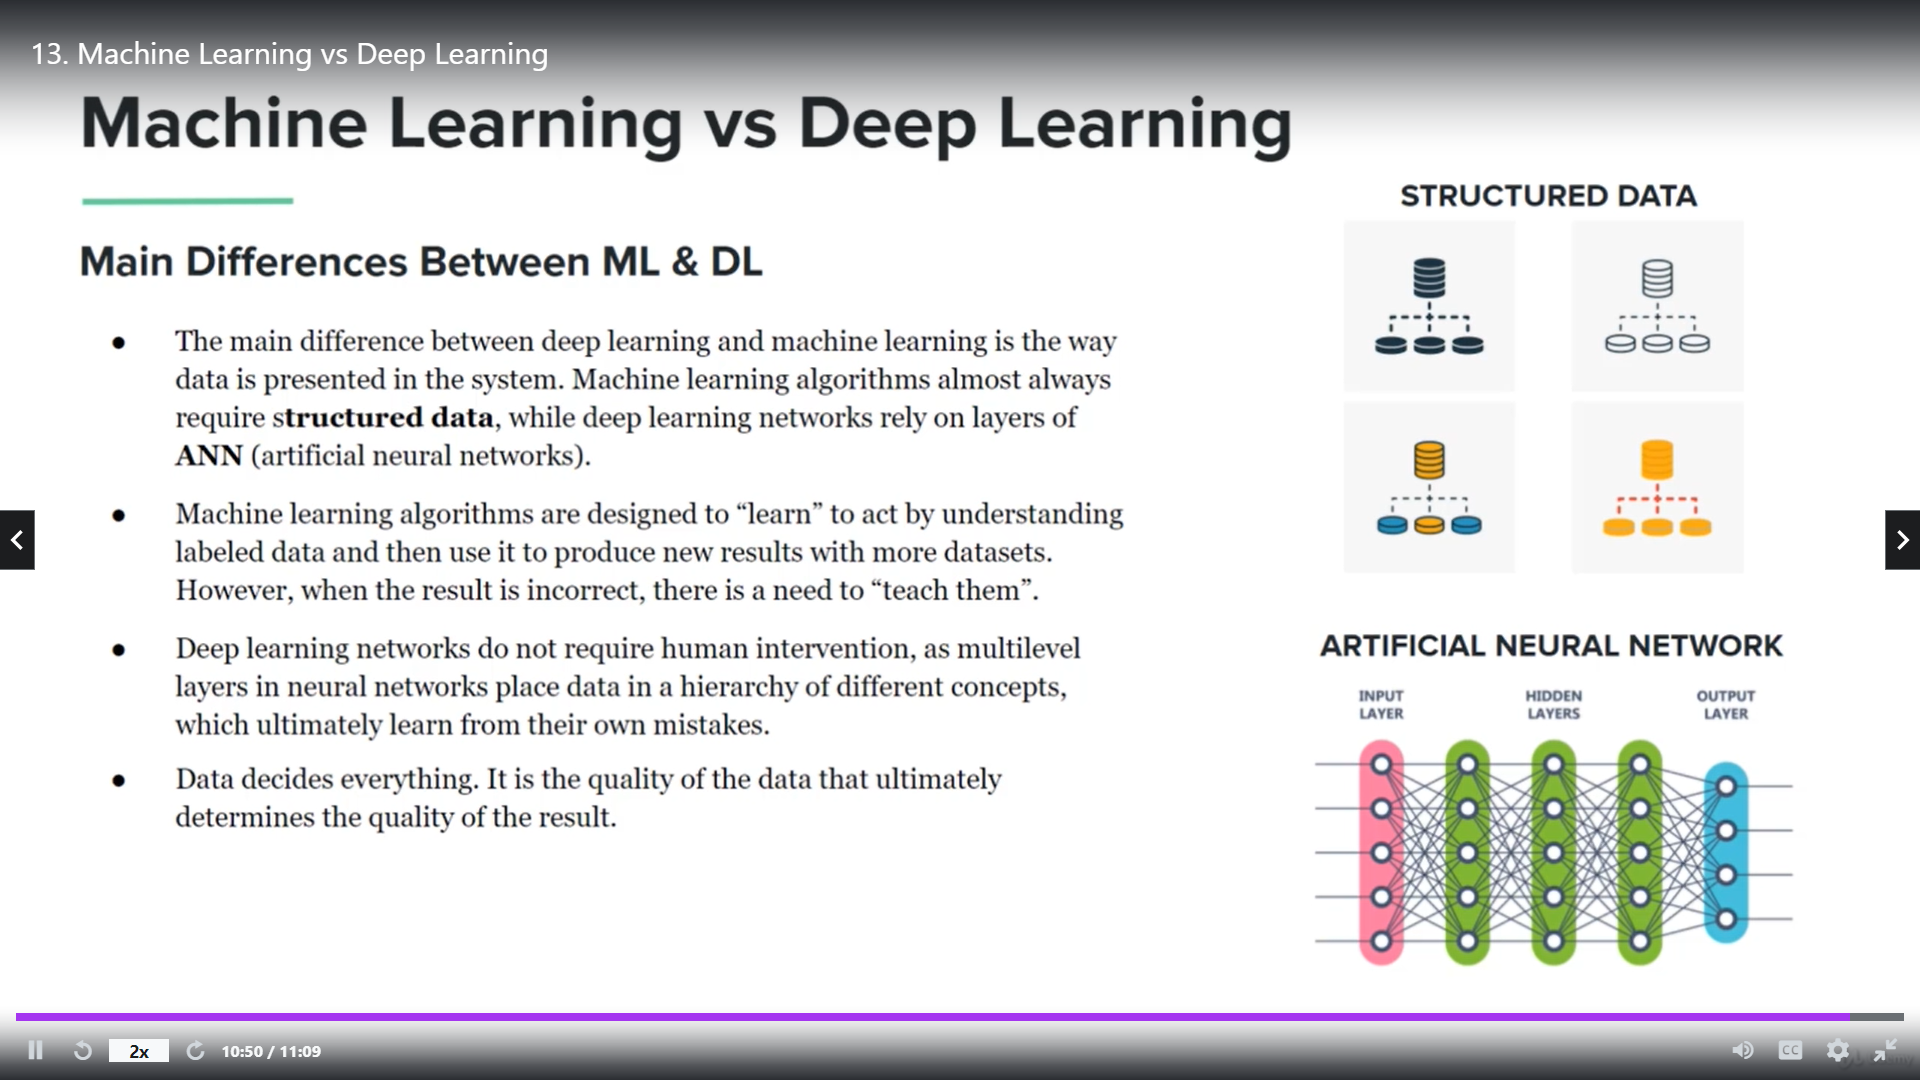 13. Machine Learning vs Deep Learning
Machine Learning vs Deep Learning
Main Differences Between ML & DL
● The main difference between deep learning and machine learning is the way
data is presented in the system. Machine learning algorithms almost always
require structured data, while deep learning networks rely on layers of
ANN (artificial neural networks).
● Machine learning algorithms are designed to “learn” to act by understanding
labeled data and then use it to produce new results with more datasets.
However, when the result is incorrect, there is a need to “teach them”.
● Deep learning networks do not require human intervention, as multilevel
layers in neural networks place data in a hierarchy of different concepts,
which ultimately learn from their own mistakes.
● Data decides everything. It is the quality of the data that ultimately
determines the quality of the result.
STRUCTURED DATA
ARTIFICIAL NEURAL NETWORK
INPUT
LAYER
HIDDEN
LAYERS
OUTPUT
LAYER
2x
10:50 / 11:09
CC